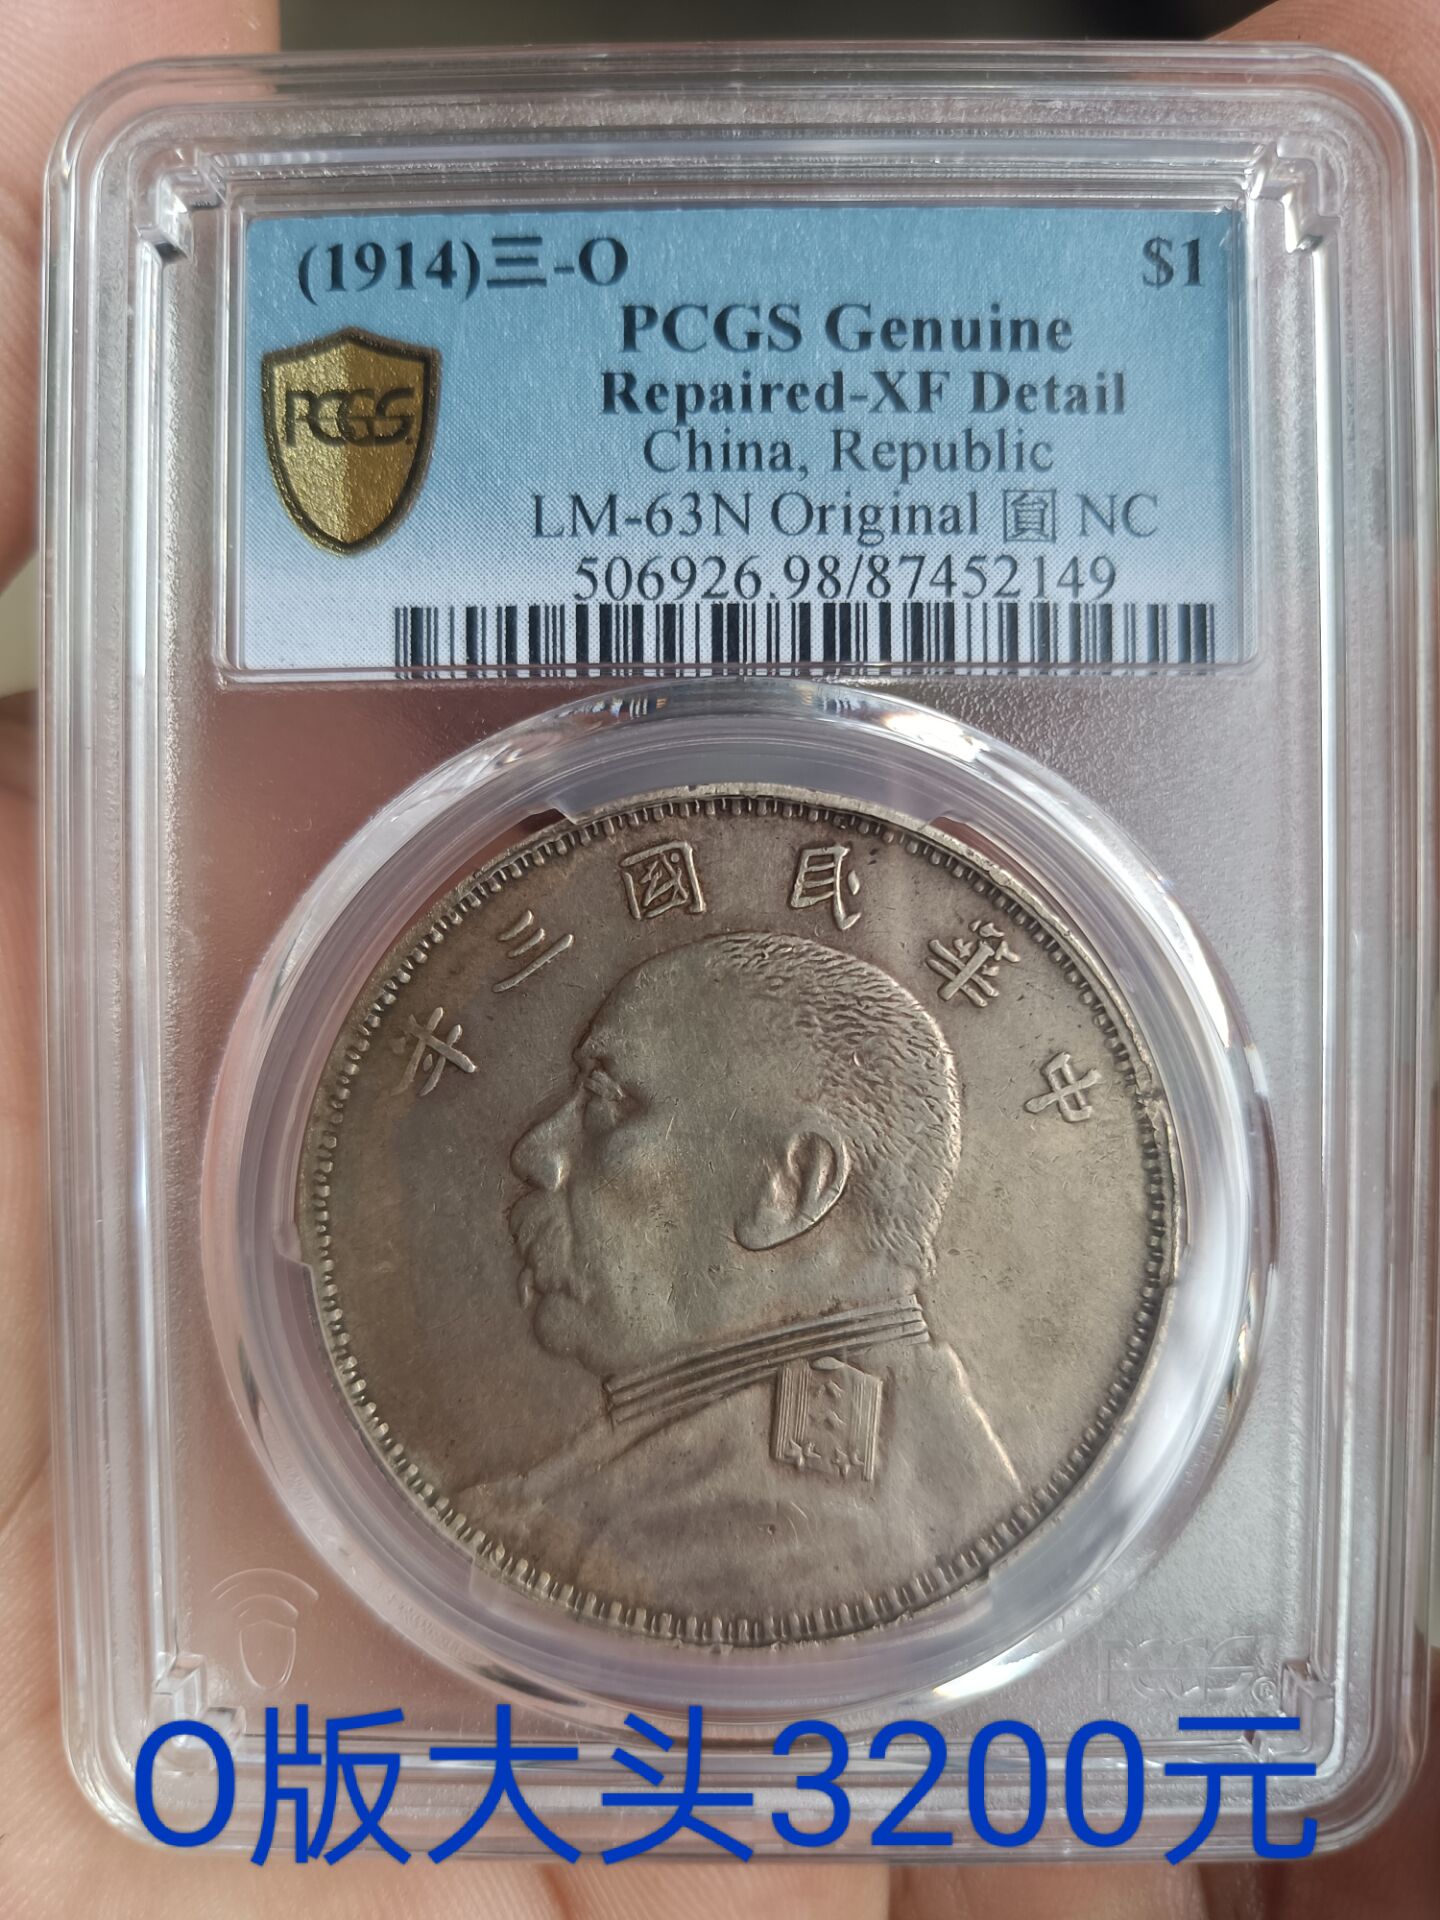 (1914)三-O $1
PCGS Genuine
PCGS
Repaired-XF Detail
China, Republic
LM-63N Original 圓 NC
506926.98/87452149
年三國民華中
PCGS
O版大头3200元